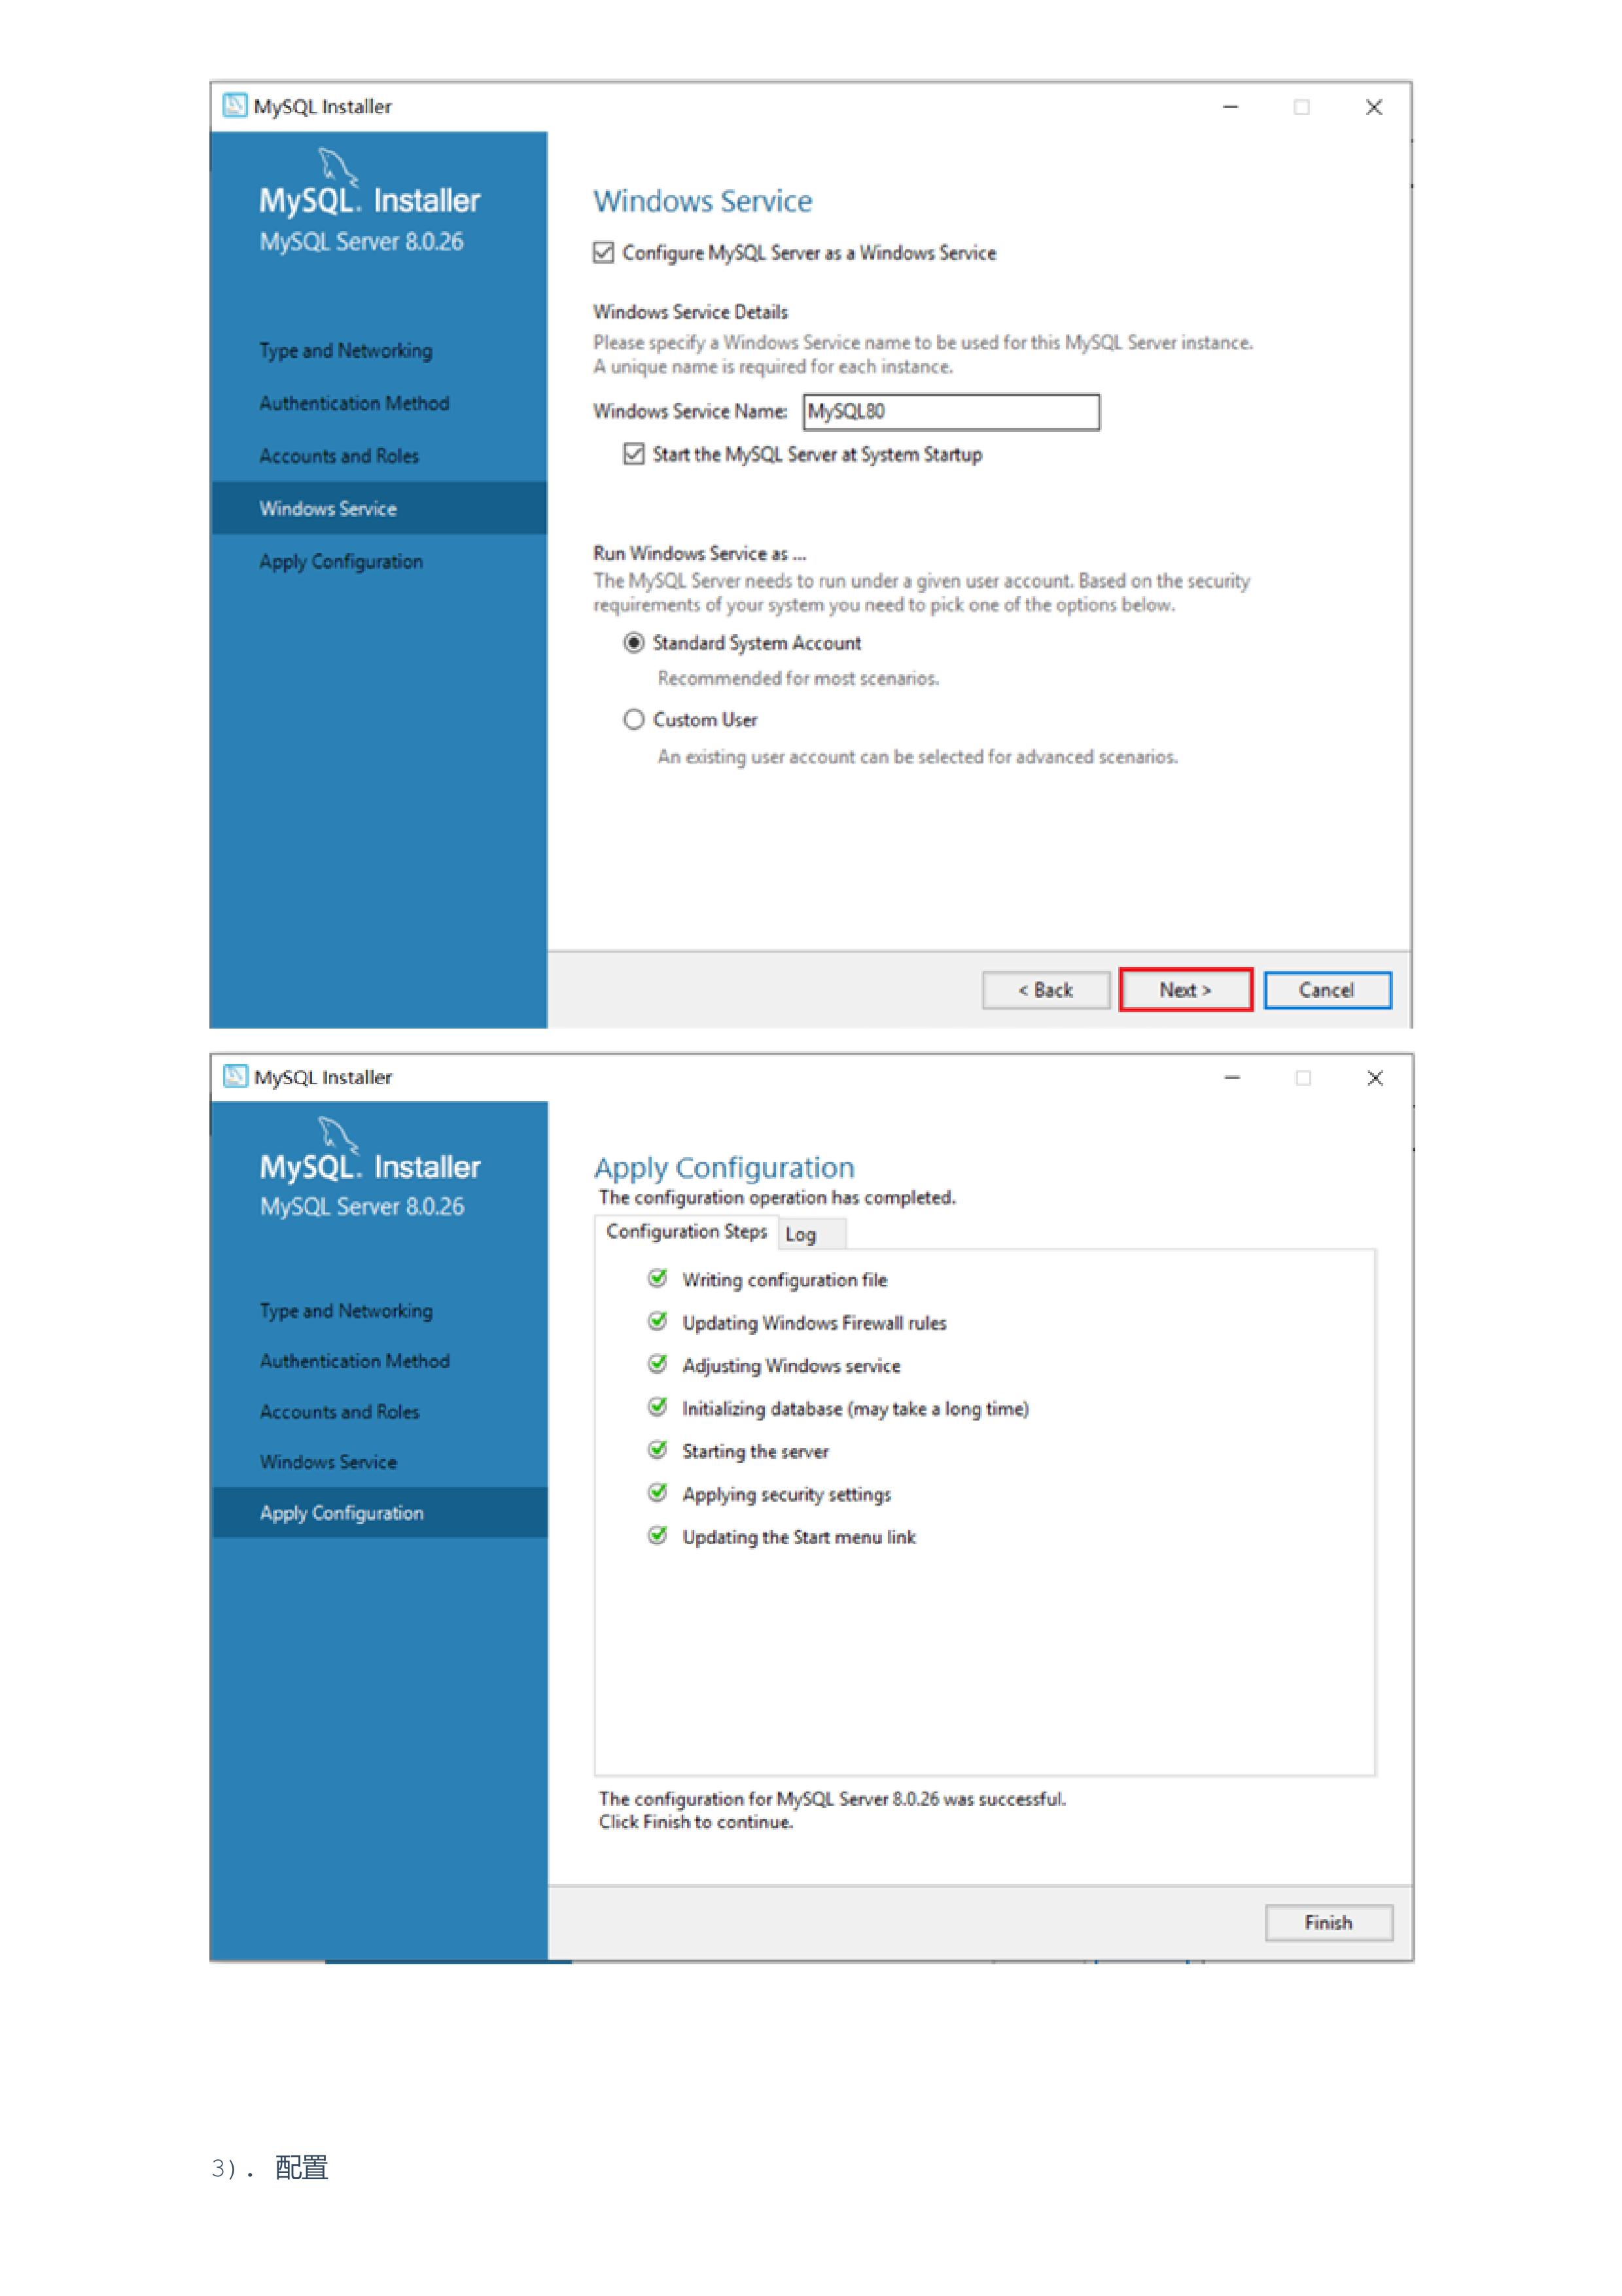 MySQL Installer
MySQL. Installer
MySQL Server 8.0.26
Type and Networking
Authentication Method
Accounts and Roles
Windows Service
Apply Configuration
Windows Service
Configure MySQL Server as a Windows Service
Windows Service Details
Please specify a Windows Service name to be used for this MySQL Server instance.
A unique name is required for each instance.
Windows Service Name: MySQL80
Start the MySQL Server at System Startup
Run Windows Service as ...
The MySQL Server needs to run under a given user account. Based on the security
requirements of your system you need to pick one of the options below.
Standard System Account
Recommended for most scenarios.
Custom User
An existing user account can be selected for advanced scenarios.
< Back Next > Cancel
MySQL Installer
MySQL. Installer
MySQL Server 8.0.26
Type and Networking
Authentication Method
Accounts and Roles
Windows Service
Apply Configuration
Apply Configuration
The configuration operation has completed.
Configuration Steps Log
Writing configuration file
Updating Windows Firewall rules
Adjusting Windows service
Initializing database (may take a long time)
Starting the server
Applying security settings
Updating the Start menu link
The configuration for MySQL Server 8.0.26 was successful.
Click Finish to continue.
Finish
3). 配置